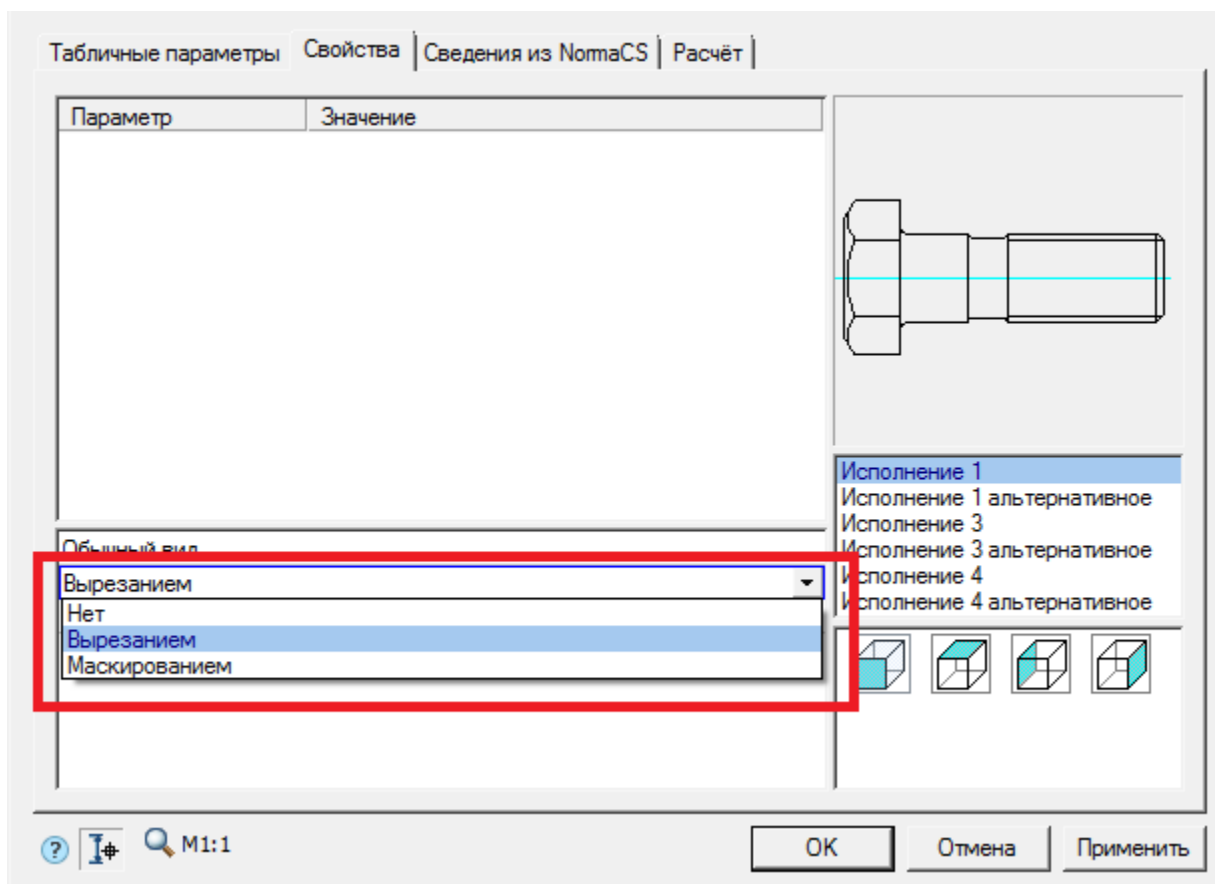 Табличные параметры Свойства Сведения из NormaCS Расчёт
Параметр Значение
Исполнение 1
Исполнение 1 альтернативное
Исполнение 3
Исполнение 3 альтернативное
Исполнение 4
Исполнение 4 альтернативное
Обычный вид
Вырезанием
Нет
Вырезанием
Маскированием
? М1:1 OK Отмена Применить